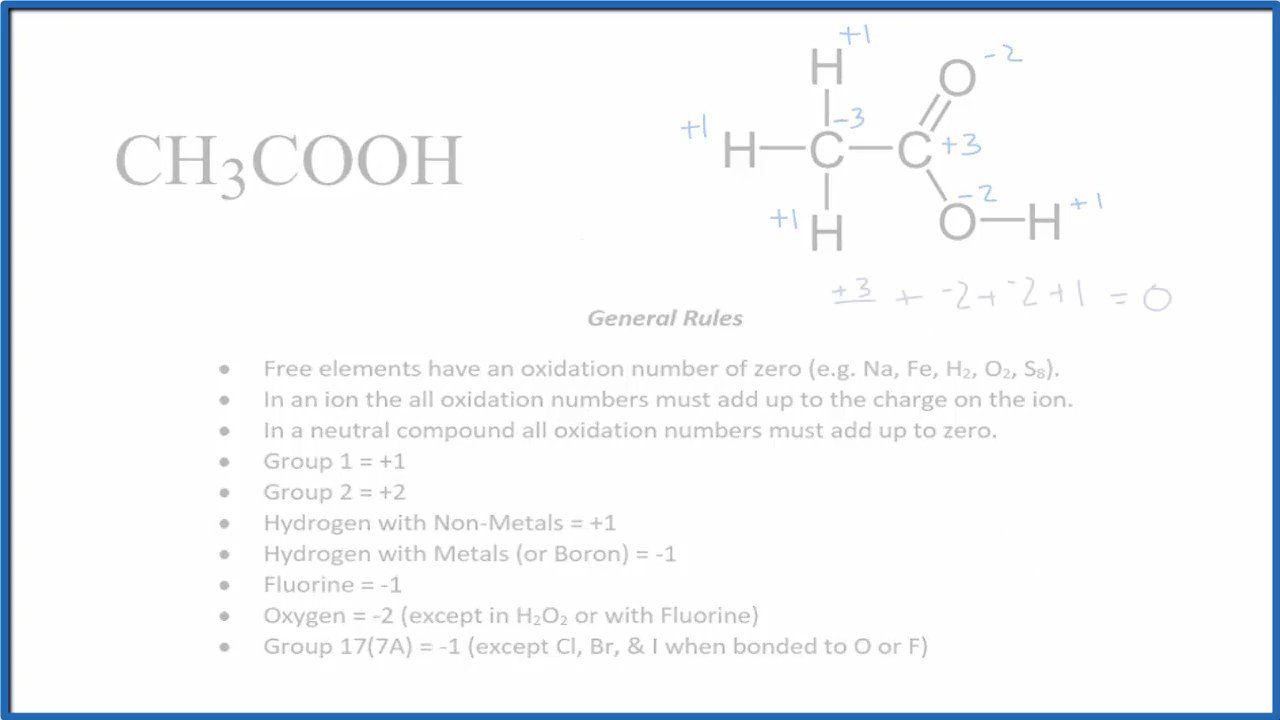 CH₃COOH
H +1
O -2
+1 H C -3 C +3
+1 H
O -2 H +1
+3 + -2 + -2 +1 = 0
General Rules
• Free elements have an oxidation number of zero (e.g. Na, Fe, H₂, O₂, S₈).
• In an ion the all oxidation numbers must add up to the charge on the ion.
• In a neutral compound all oxidation numbers must add up to zero.
• Group 1 = +1
• Group 2 = +2
• Hydrogen with Non-Metals = +1
• Hydrogen with Metals (or Boron) = -1
• Fluorine = -1
• Oxygen = -2 (except in H₂O₂ or with Fluorine)
• Group 17(7A) = -1 (except Cl, Br, & I when bonded to O or F)